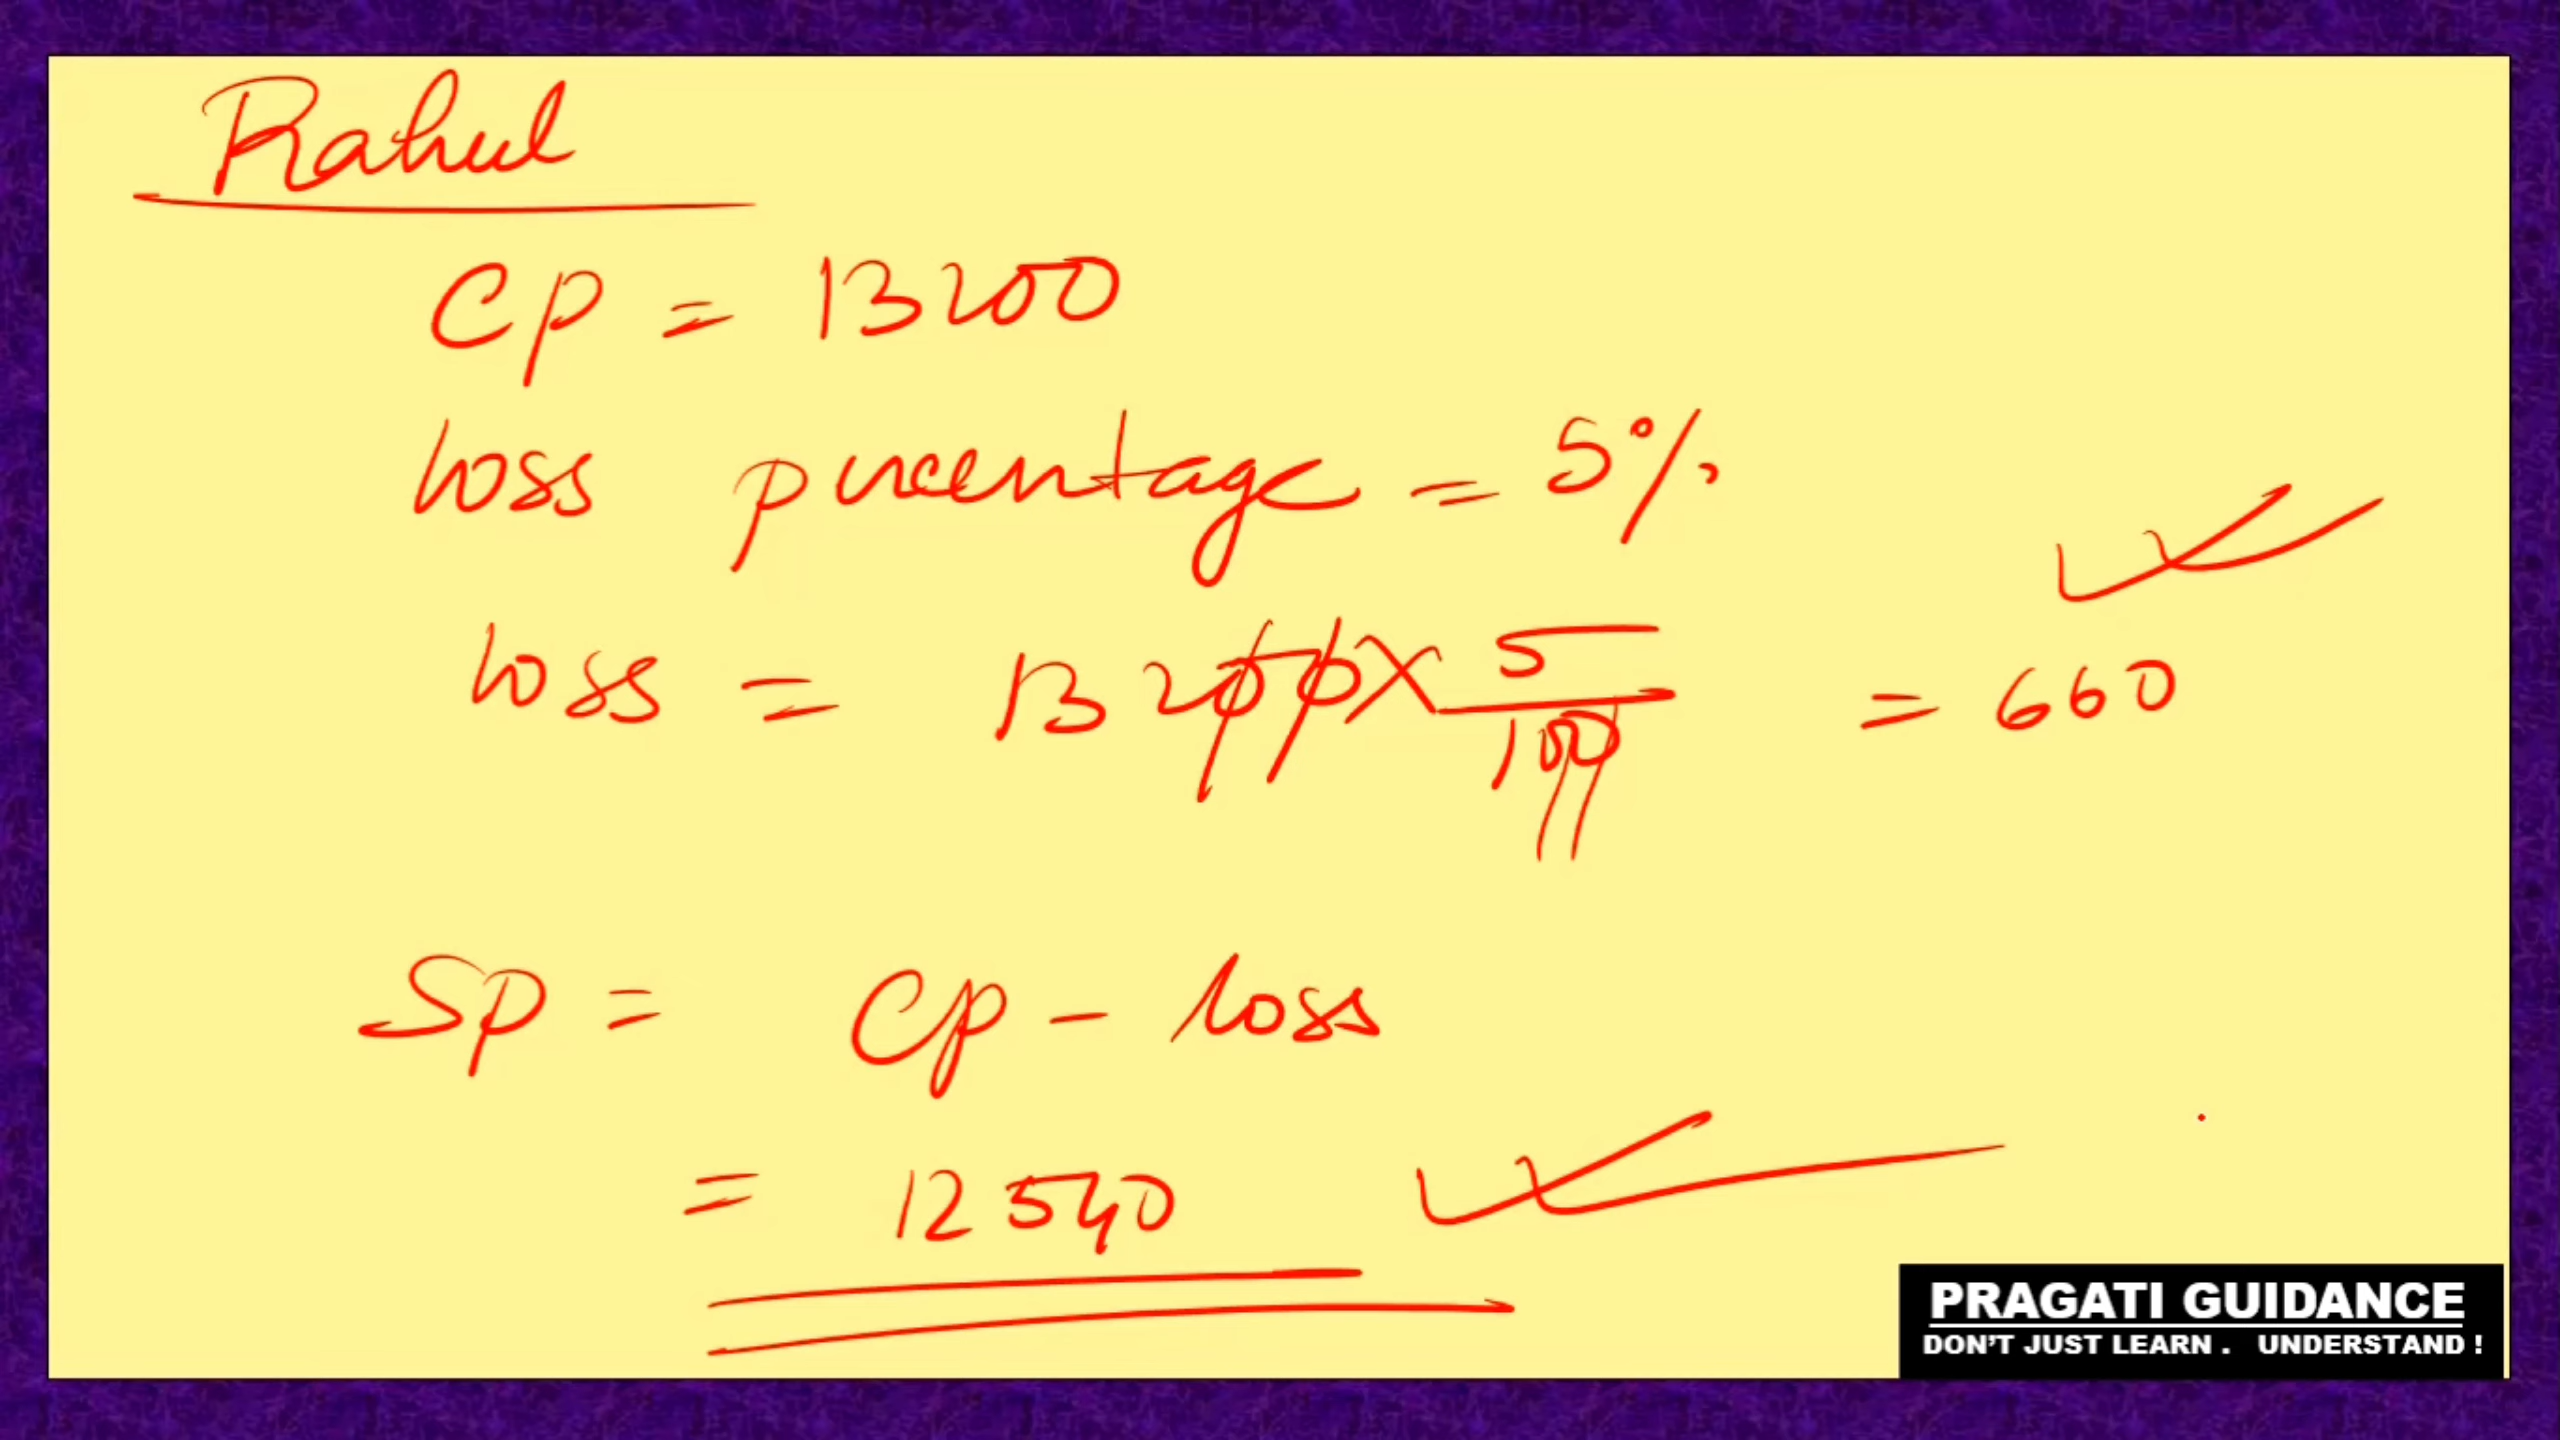 Rahul
CP = 13200
loss percentage = 5%
loss = 13200 x 5/100 = 660
SP = CP - loss
= 12540
PRAGATI GUIDANCE
DON'T JUST LEARN . UNDERSTAND !